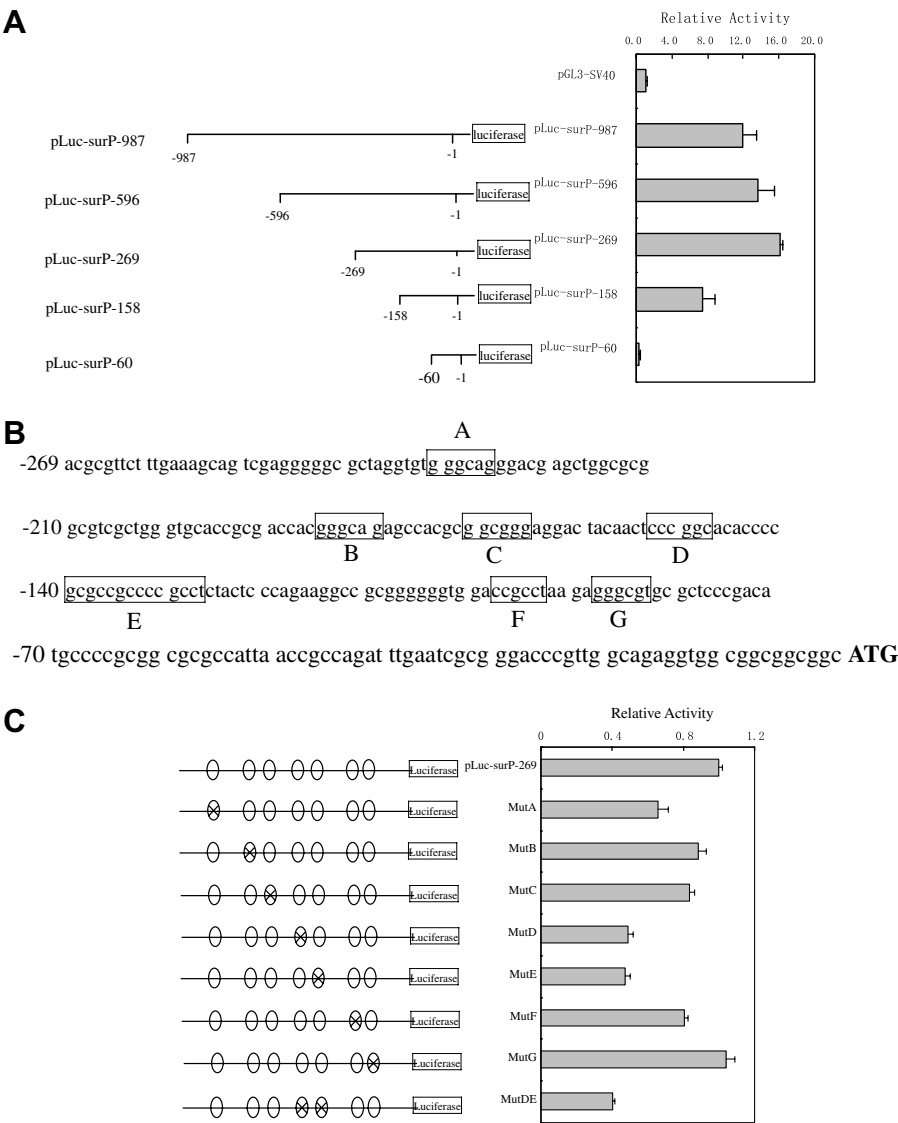 A
Relative Activity
0.0 4.0 8.0 12.0 16.0 20.0
pGL3-SV40
pLuc-surP-987
-987
-1
luciferase
pLuc-surP-987
pLuc-surP-596
-596
-1
luciferase
pLuc-surP-596
pLuc-surP-269
-269
-1
luciferase
pLuc-surP-269
pLuc-surP-158
-158
-1
luciferase
pLuc-surP-158
pLuc-surP-60
-60
-1
luciferase
pLuc-surP-60
B
A
-269 acgcgttct ttgaaagcag tcgagggggc gctaggtgtg ggcagggacg agctggcgcg
-210 gcgtcgctgg gtgcaccgcg accacgggca gagccacgcg gcgggaggac tacaactccc ggcacacccc
B C D
-140 gcgccgcccc gcctctactc ccagaaggcc gcggggggtg gaccgcctaa gagggcgtgc gctcccgaca
E F G
-70 tgccccgcgg cgcgccatta accgccagat ttgaatcgcg ggacccgttg gcagaggtgg cggcggcggc ATG
C
Relative Activity
0 0.4 0.8 1.2
Luciferase pLuc-surP-269
Luciferase MutA
Luciferase MutB
Luciferase MutC
Luciferase MutD
Luciferase MutE
Luciferase MutF
Luciferase MutG
Luciferase MutDE